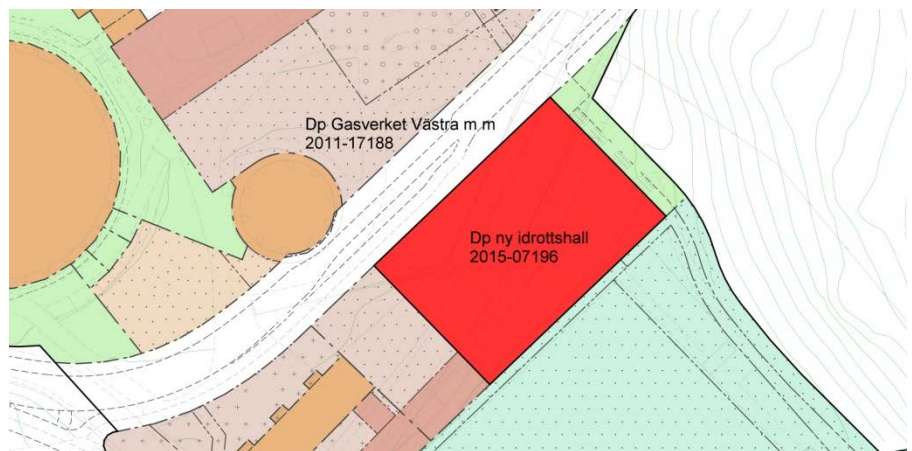 Dp Gasverket Västra m m
2011-17188
Dp ny idrottshall
2015-07196